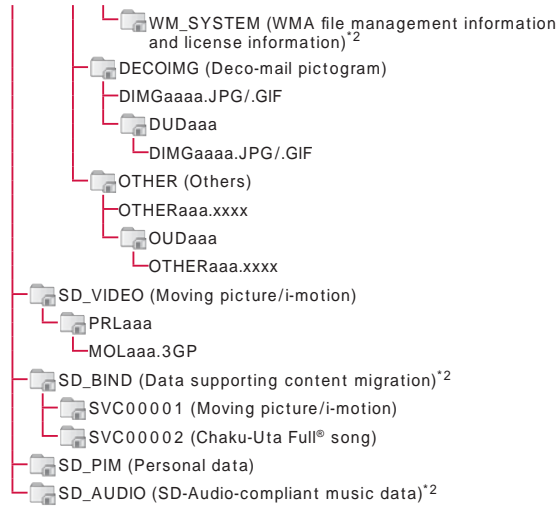 WM_SYSTEM (WMA file management information
and license information)*2
DECOIMG (Deco-mail pictogram)
DIMGaaaa.JPG/.GIF
DUDaaa
DIMGaaaa.JPG/.GIF
OTHER (Others)
OTHERaaa.xxxx
OUDaaa
OTHERaaa.xxxx
SD_VIDEO (Moving picture/i-motion)
PRLaaa
MOLaaa.3GP
SD_BIND (Data supporting content migration)*2
SVC00001 (Moving picture/i-motion)
SVC00002 (Chaku-Uta Full® song)
SD_PIM (Personal data)
SD_AUDIO (SD-Audio-compliant music data)*2